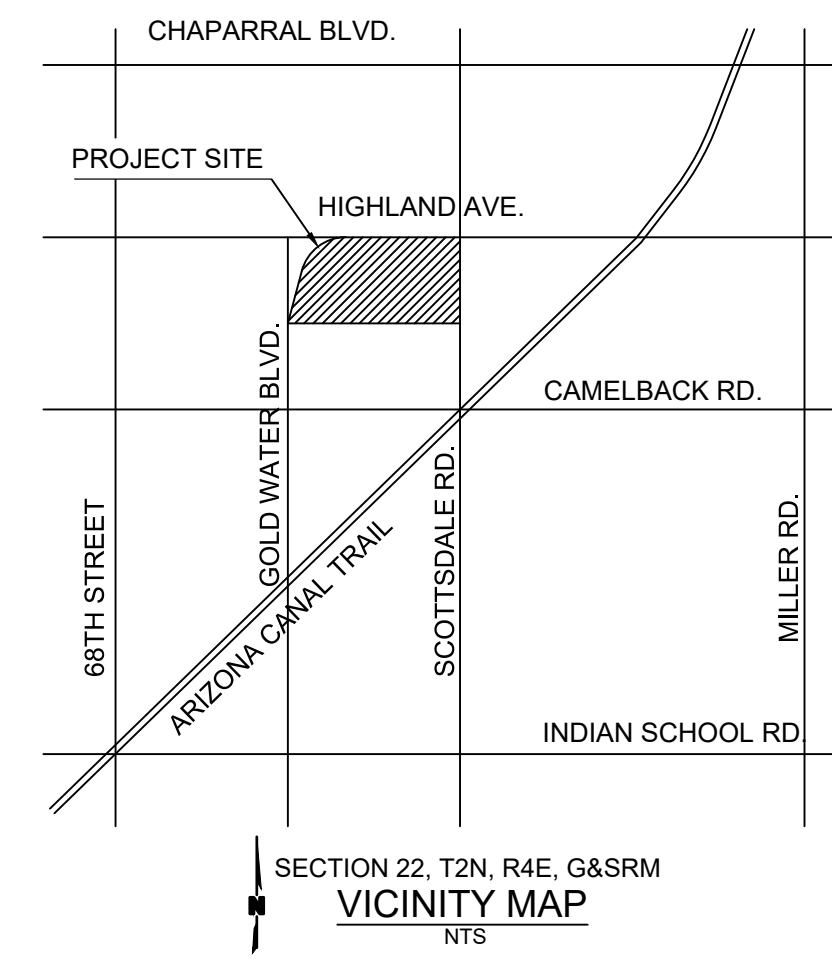 CHAPARRAL BLVD.
PROJECT SITE
HIGHLAND AVE.
GOLD WATER BLVD.
CAMELBACK RD.
68TH STREET
ARIZONA CANAL TRAIL
SCOTTSDALE RD.
MILLER RD.
INDIAN SCHOOL RD.
SECTION 22, T2N, R4E, G&SRM
N
VICINITY MAP
NTS